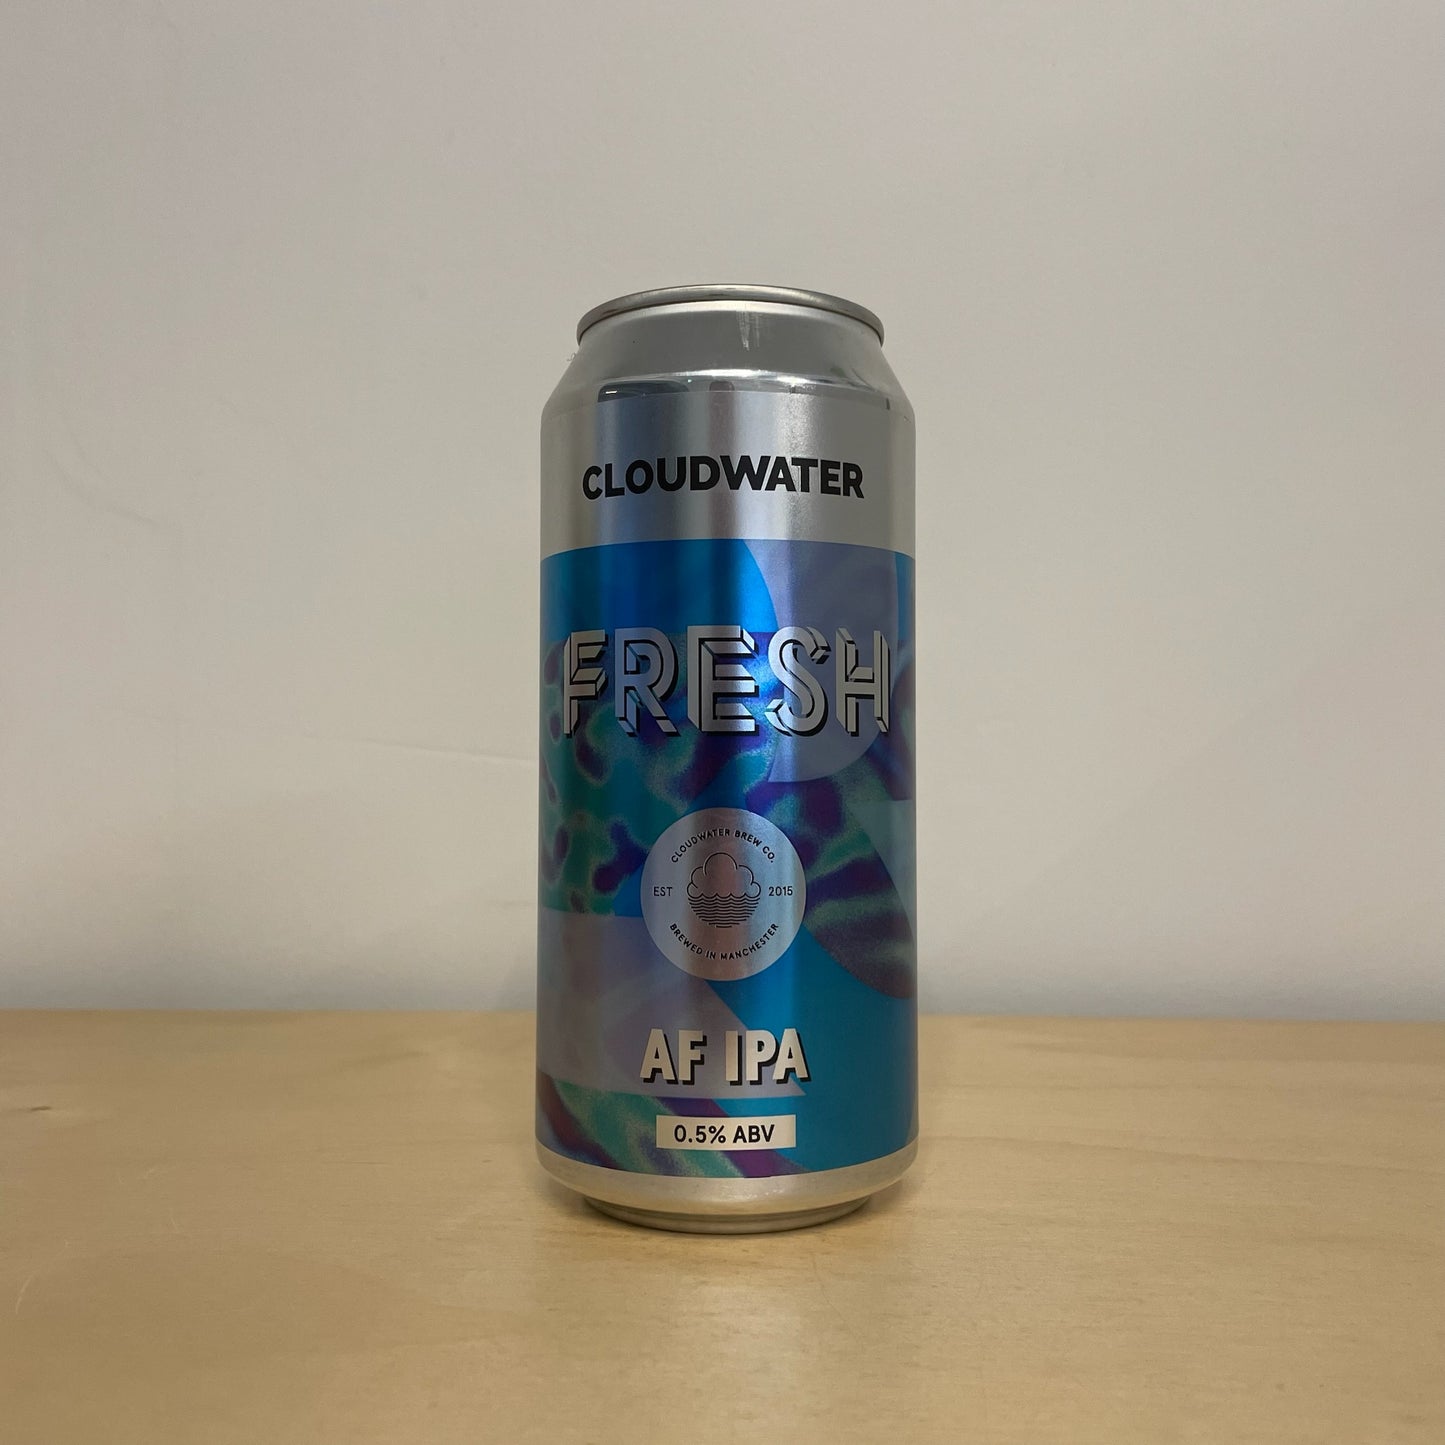 CLOUDWATER
FRESH
CLOUDWATER BREW CO.
EST 2015
BREWED IN MANCHESTER
AF IPA
0.5% ABV